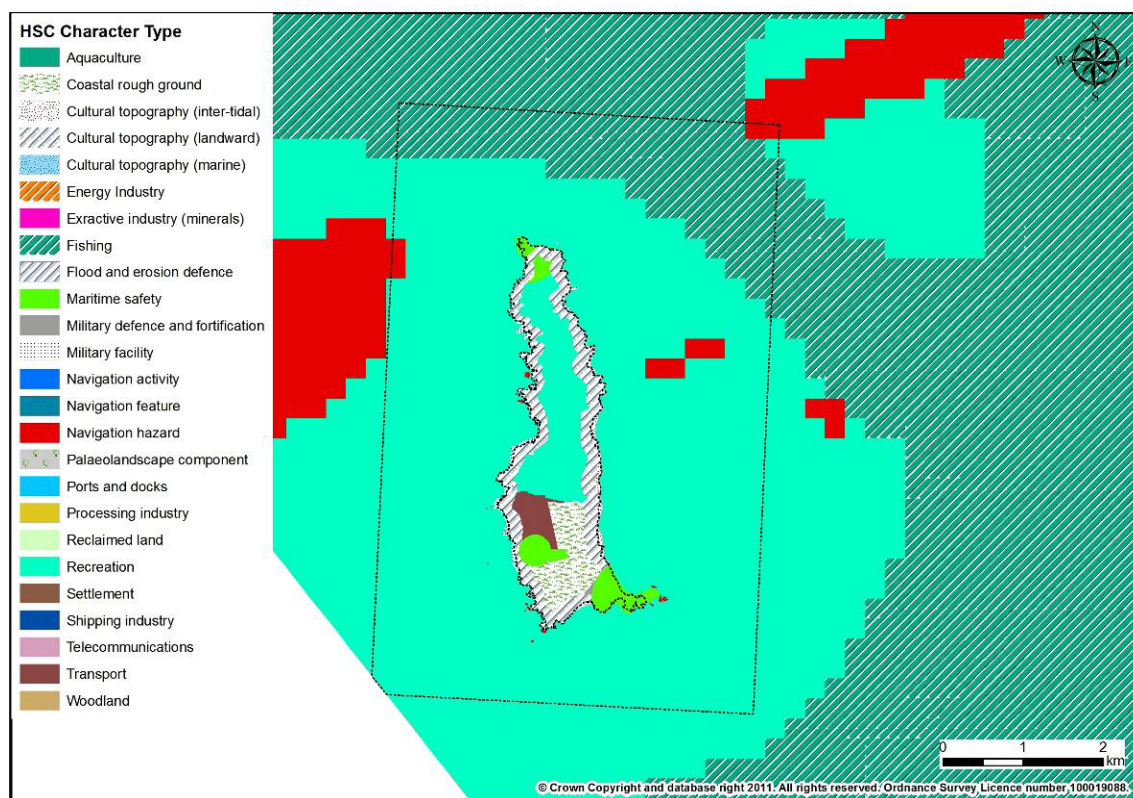 HSC Character Type
Aquaculture
Coastal rough ground
Cultural topography (inter-tidal)
Cultural topography (landward)
Cultural topography (marine)
Energy Industry
Exractive industry (minerals)
Fishing
Flood and erosion defence
Maritime safety
Military defence and fortification
Military facility
Navigation activity
Navigation feature
Navigation hazard
Palaeolandscape component
Ports and docks
Processing industry
Reclaimed land
Recreation
Settlement
Shipping industry
Telecommunications
Transport
Woodland
N
W E
S
0 1 2
km
© Crown Copyright and database right 2011. All rights reserved. Ordnance Survey Licence number 100019088.